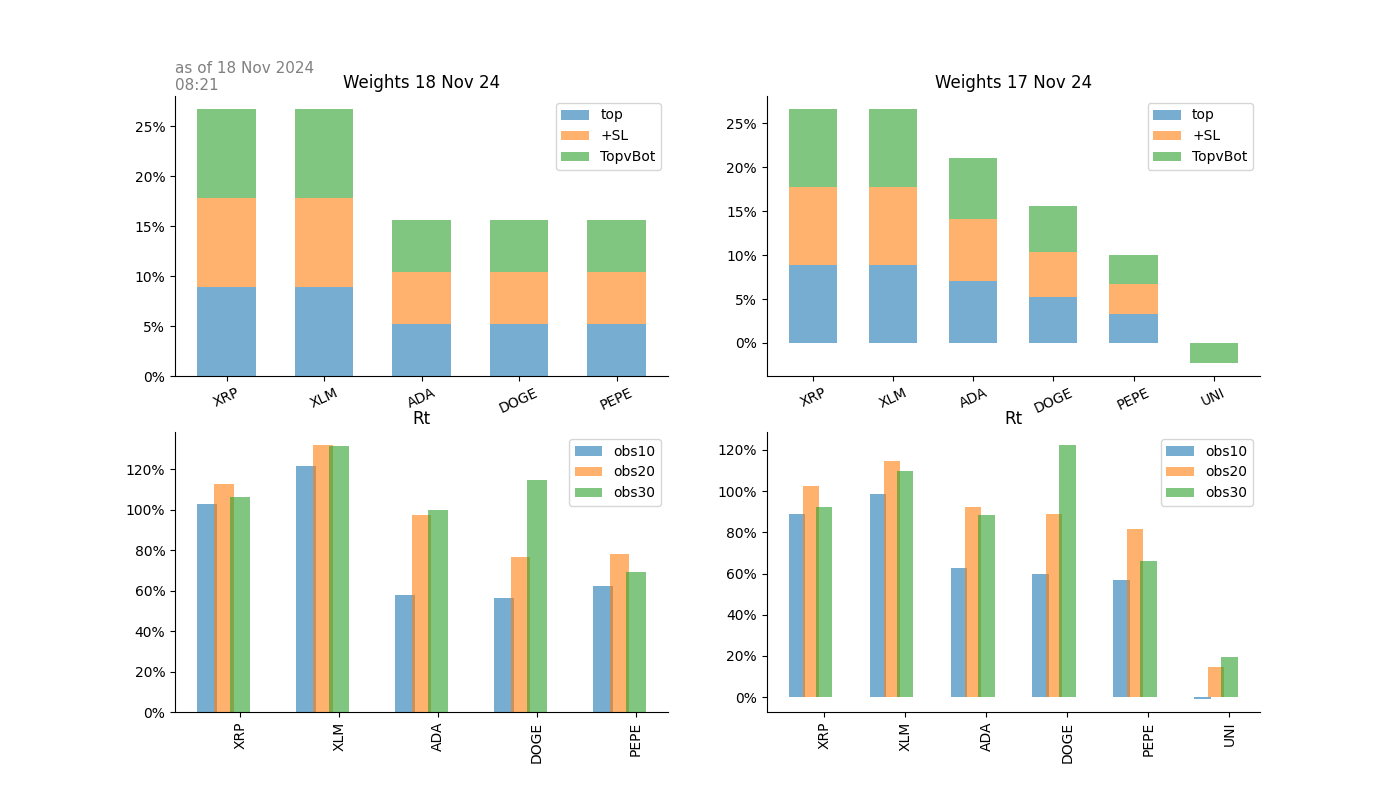 as of 18 Nov 2024
08:21
Weights 18 Nov 24
25%
20%
15%
10%
5%
0%
top
+SL
TopvBot
XRP
XLM
ADA
DOGE
PEPE
Weights 17 Nov 24
25%
20%
15%
10%
5%
0%
top
+SL
TopvBot
XRP
XLM
ADA
DOGE
PEPE
UNI
Rt
120%
100%
80%
60%
40%
20%
0%
obs10
obs20
obs30
XRP
XLM
ADA
DOGE
PEPE
Rt
120%
100%
80%
60%
40%
20%
0%
obs10
obs20
obs30
XRP
XLM
ADA
DOGE
PEPE
UNI